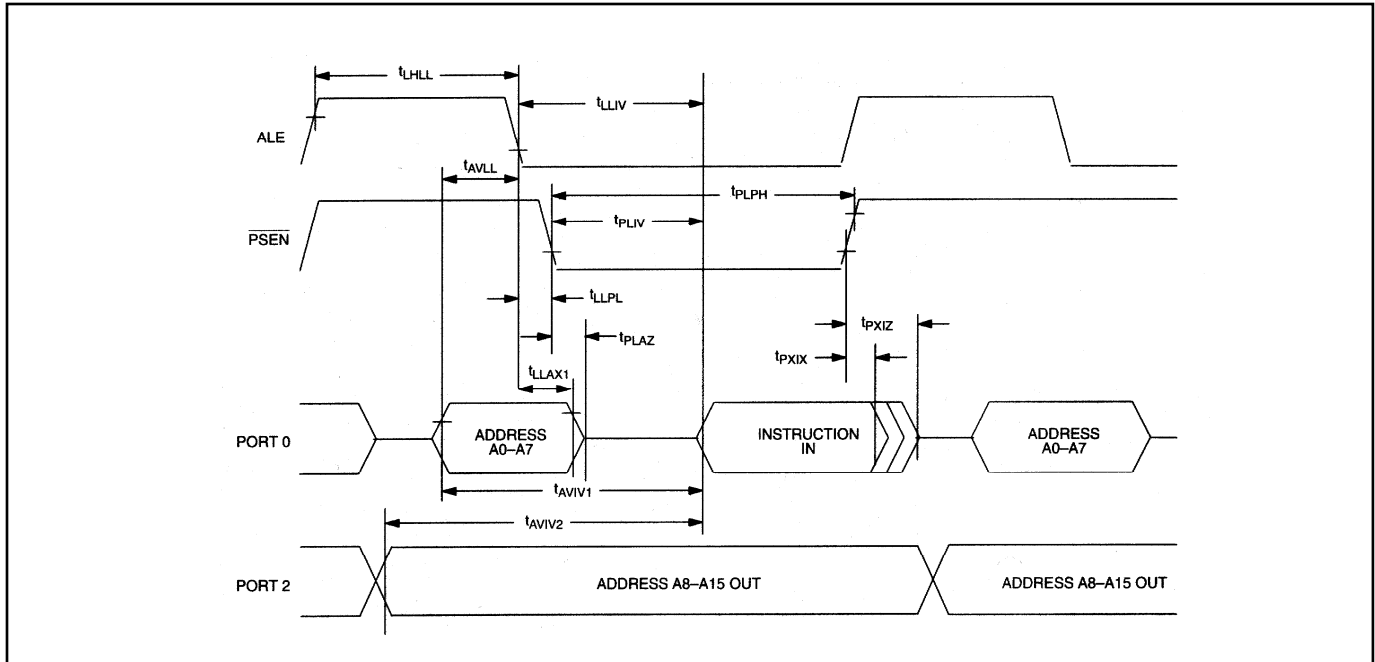 tLHLL
tLLIV
ALE
tAVLL
tPLPH
tPLIV
PSEN
tLLPL
tPXIZ
tPLAZ
tPXIX
tLLAX1
PORT 0
ADDRESS
A0–A7
INSTRUCTION
IN
ADDRESS
A0–A7
tAVIV1
tAVIV2
PORT 2
ADDRESS A8–A15 OUT
ADDRESS A8–A15 OUT